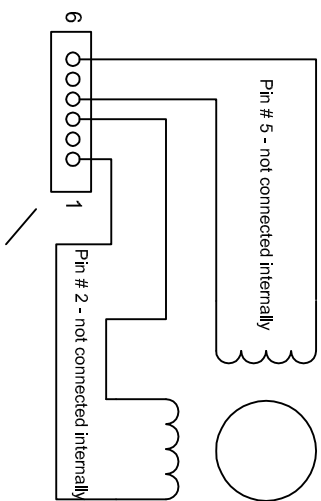 6
1
Pin # 5 - not connected internally
Pin # 2 - not connected internally